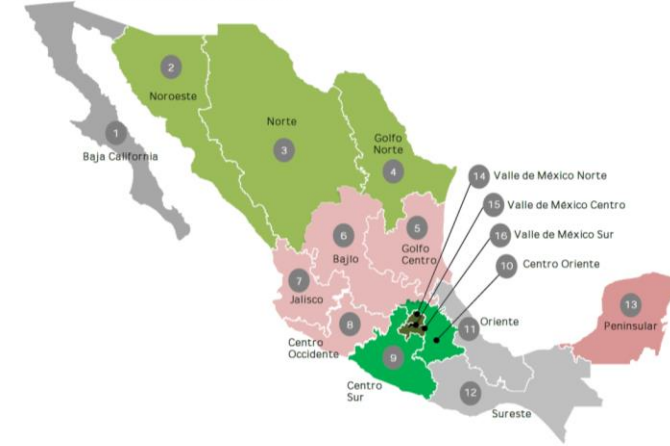 2
Noroeste
1
Baja California
Norte
3
Golfo
Norte
4
14 Valle de México Norte
15 Valle de México Centro
16 Valle de México Sur
10 Centro Oriente
6
BajIo
5
Golfo
Centro
7
Jalisco
8
Centro
Occidente
9
Centro
Sur
11 Oriente
12
Sureste
13
Peninsular